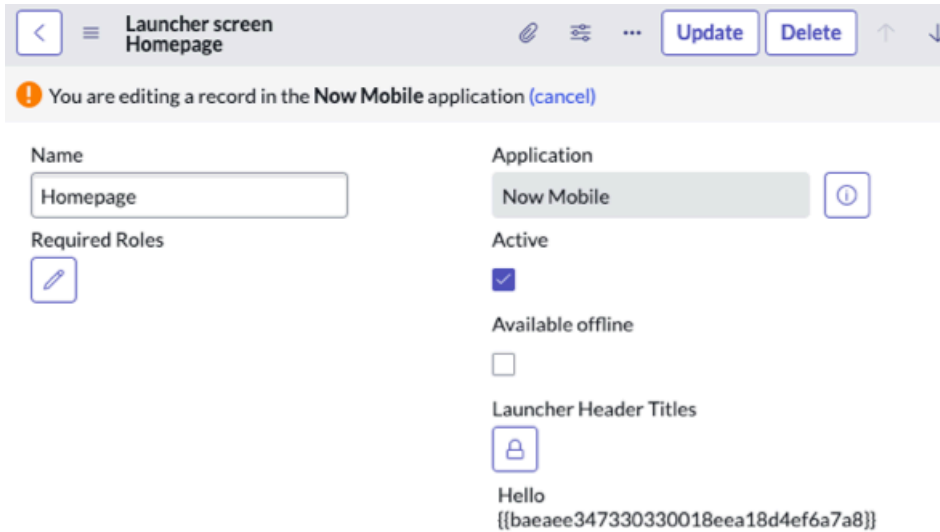 Launcher screen
Homepage
Update
Delete
You are editing a record in the Now Mobile application (cancel)
Name
Application
Homepage
Now Mobile
Required Roles
Active
Available offline
Launcher Header Titles
Hello
{{baeaee347330330018eea18d4ef6a7a8}}